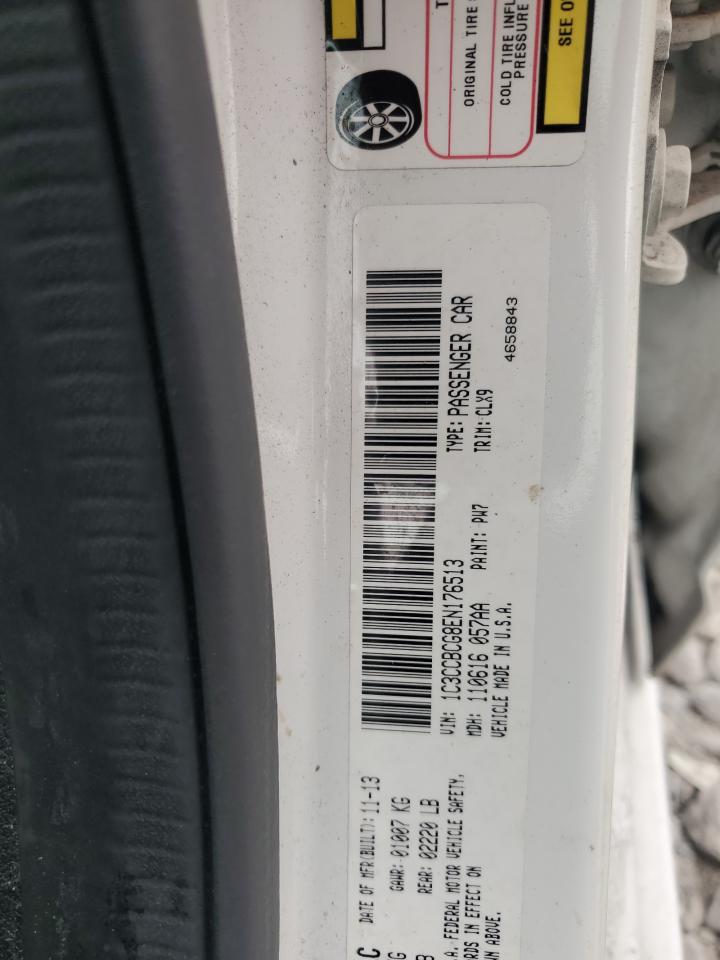 ORIGINAL TIRE
COLD TIRE INFL
PRESSURE
SEE O
VIN: 1C3CCBCG8EN176513
TYPE: PASSENGER CAR
MDH: 110616 057AA
PAINT: PW7
TRIM: CLX9
VEHICLE MADE IN U.S.A.
4658843
DATE OF MFR(BUILT): 11-13
GAWR: 01007 KG
REAR: 02220 LB
.A. FEDERAL MOTOR VEHICLE SAFETY,
RDS IN EFFECT ON
N ABOVE.